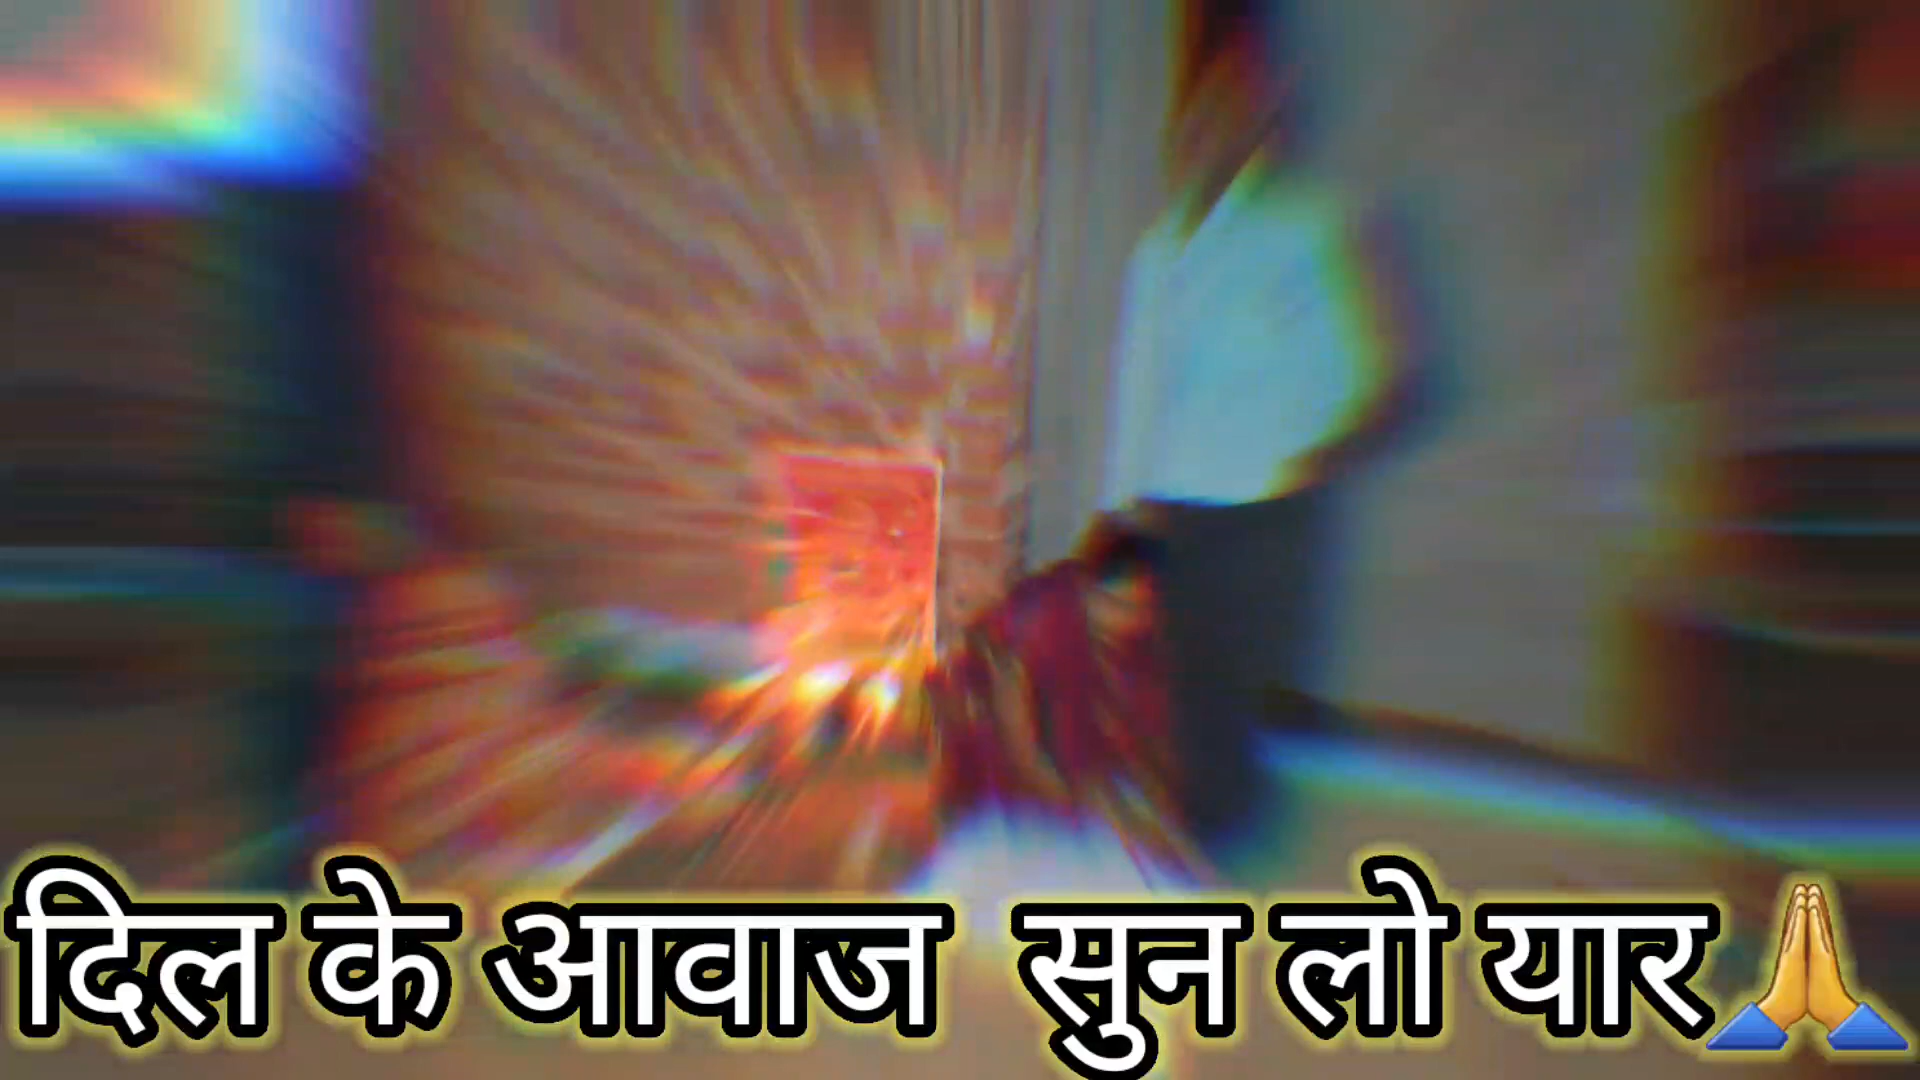 दिल के आवाज सुन लो यार🙏